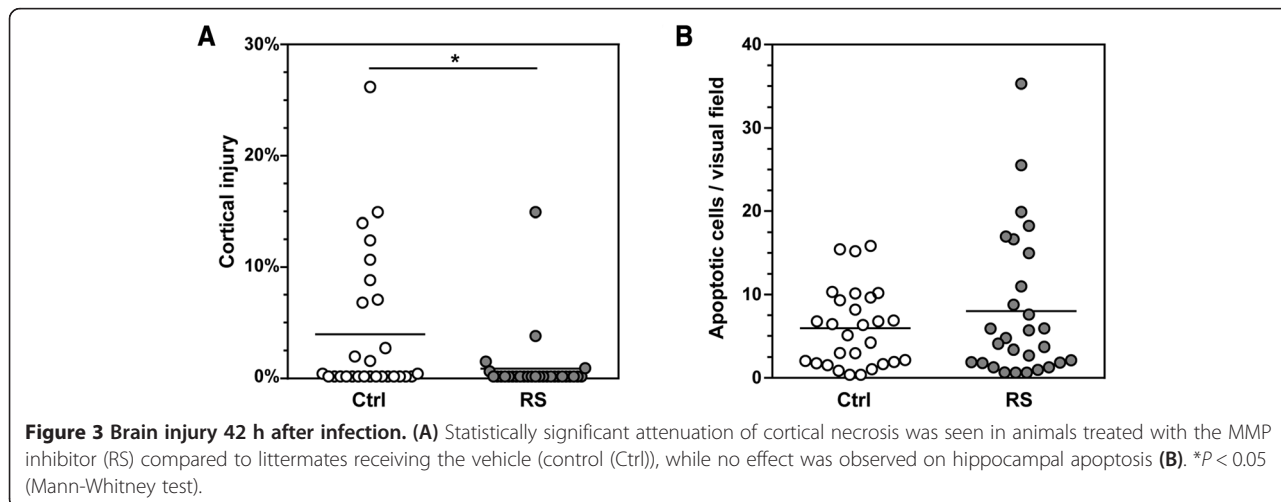 A
B
30%
20%
10%
0%
Cortical injury
*
Ctrl
RS
40
30
20
10
0
Apoptotic cells / visual field
Ctrl
RS
Figure 3 Brain injury 42 h after infection. (A) Statistically significant attenuation of cortical necrosis was seen in animals treated with the MMP
inhibitor (RS) compared to littermates receiving the vehicle (control (Ctrl)), while no effect was observed on hippocampal apoptosis (B). *P < 0.05
(Mann-Whitney test).